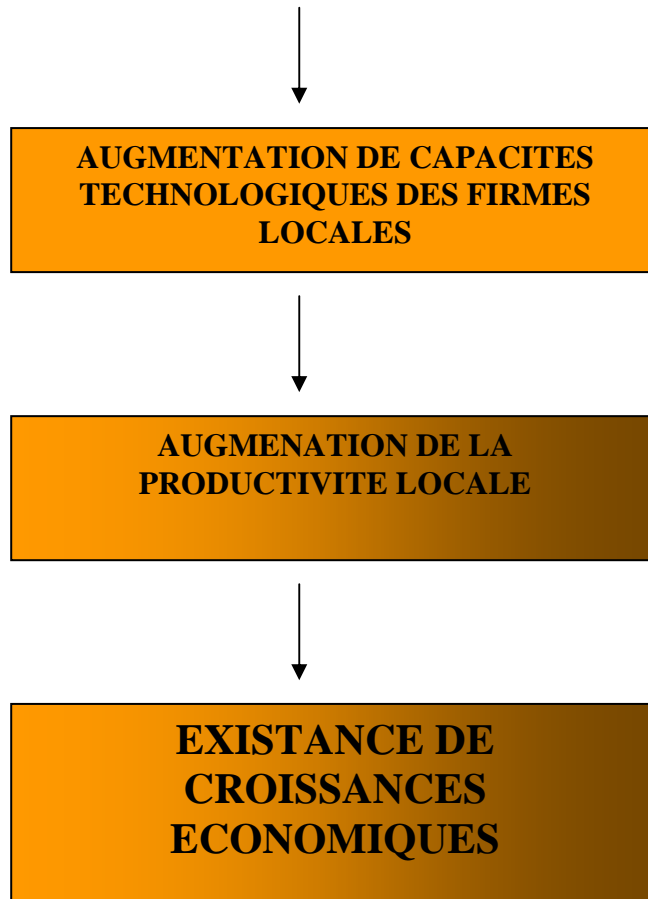 AUGMENTATION DE CAPACITES
TECHNOLOGIQUES DES FIRMES
LOCALES
AUGMENATION DE LA
PRODUCTIVITE LOCALE
EXISTANCE DE
CROISSANCES
ECONOMIQUES